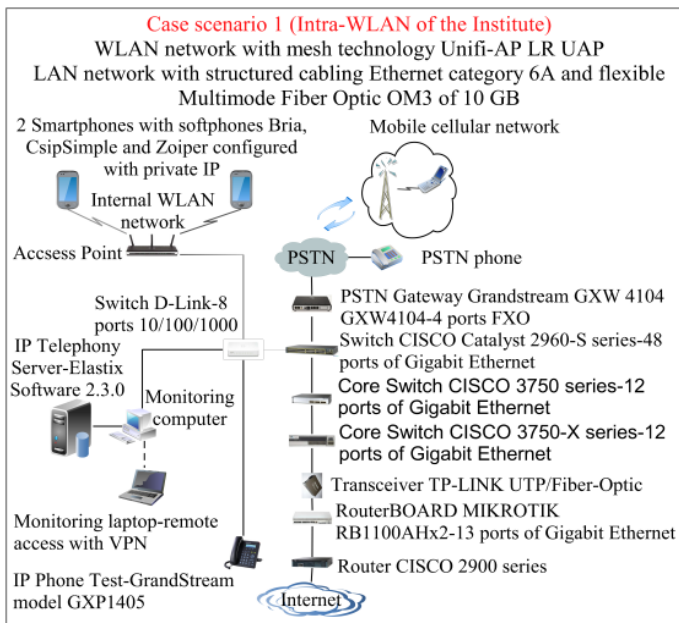 Case scenario 1 (Intra-WLAN of the Institute)
WLAN network with mesh technology Unifi-AP LR UAP
LAN network with structured cabling Ethernet category 6A and flexible
Multimode Fiber Optic OM3 of 10 GB
2 Smartphones with softphones Bria,
CsipSimple and Zoiper configured
with private IP
Mobile cellular network
Internal WLAN
network
Accsess Point
PSTN
PSTN phone
Switch D-Link-8
ports 10/100/1000
PSTN Gateway Grandstream GXW 4104
GXW4104-4 ports FXO
Switch CISCO Catalyst 2960-S series-48
ports of Gigabit Ethernet
IP Telephony
Server-Elastix
Software 2.3.0
Monitoring
computer
Core Switch CISCO 3750 series-12
ports of Gigabit Ethernet
Core Switch CISCO 3750-X series-12
ports of Gigabit Ethernet
Transceiver TP-LINK UTP/Fiber-Optic
RouterBOARD MIKROTIK
RB1100AHx2-13 ports of Gigabit Ethernet
Monitoring laptop-remote
access with VPN
Router CISCO 2900 series
IP Phone Test-GrandStream
model GXP1405
Internet